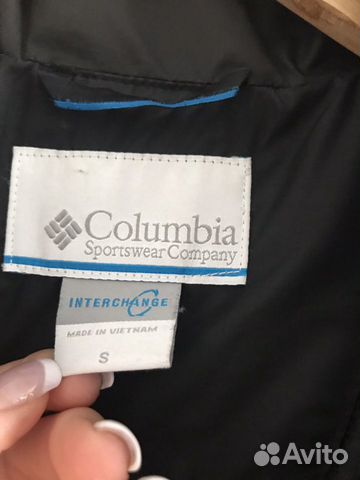 Columbia
Sportswear Company
INTERCHANGE
MADE IN VIETNAM
S
Avito